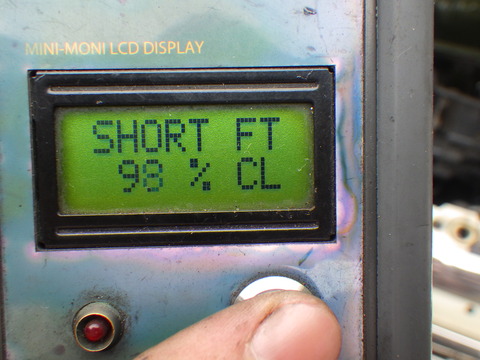 MINI-MONI LCD DISPLAY
SHORT FT
98 % CL